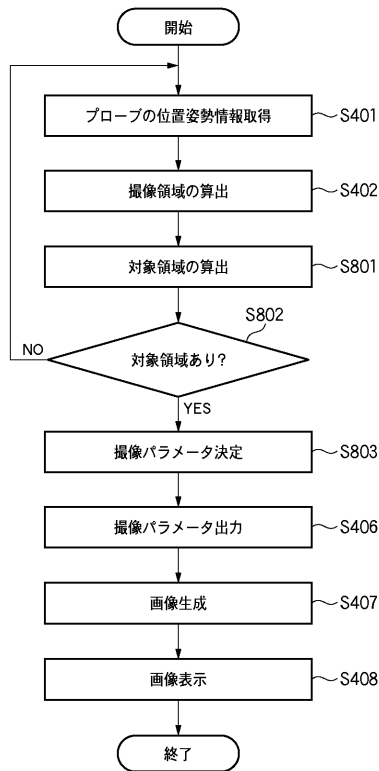 開始
プローブの位置姿勢情報取得
S401
撮像領域の算出
S402
対象領域の算出
S801
S802
対象領域あり?
NO
YES
撮像パラメータ決定
S803
撮像パラメータ出力
S406
画像生成
S407
画像表示
S408
終了